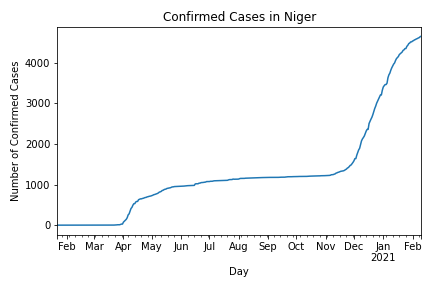 Confirmed Cases in Niger
Number of Confirmed Cases
4000
3000
2000
1000
0
Feb Mar Apr May Jun Jul Aug Sep Oct Nov Dec Jan Feb
2021
Day